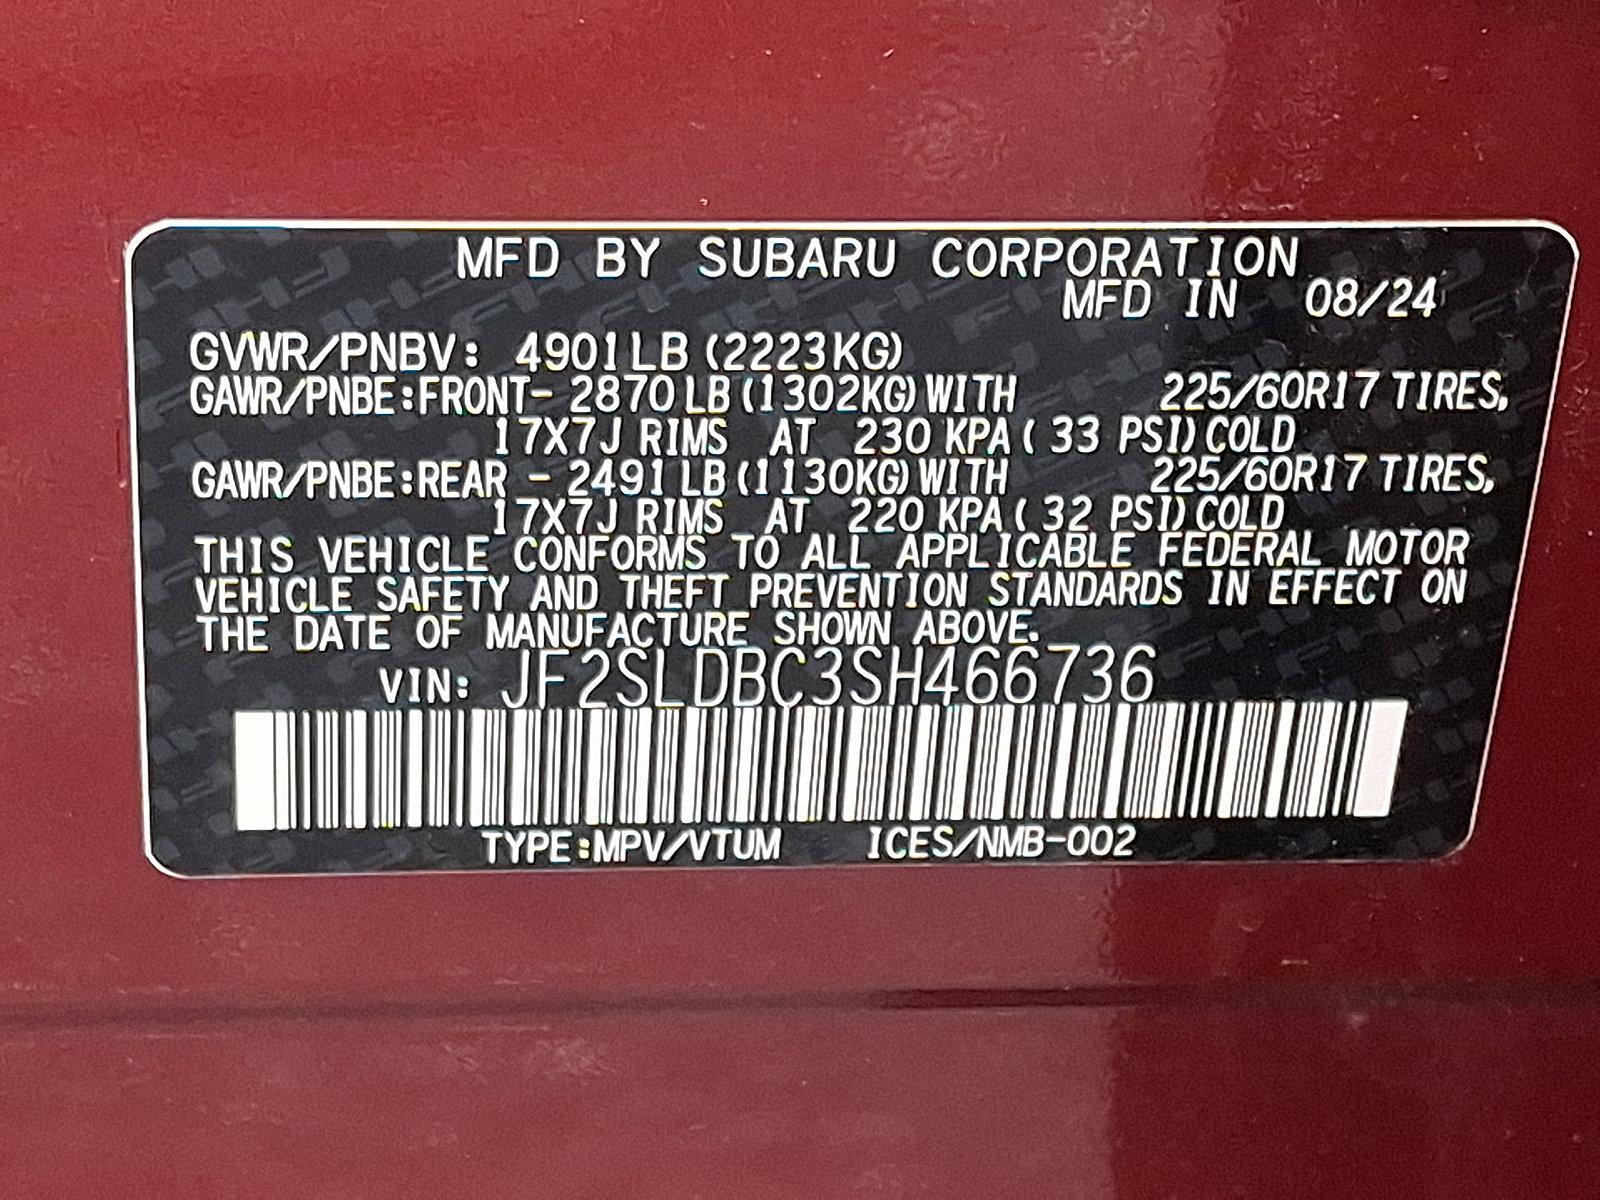 MFD BY SUBARU CORPORATION
MFD IN 08/24
GVWR/PNBV: 4901LB (2223KG)
GAWR/PNBE:FRONT- 2870 LB (1302KG) WITH 225/60R17 TIRES,
17X7J RIMS AT 230 KPA ( 33 PSI) COLD
GAWR/PNBE:REAR - 2491 LB (1130KG) WITH 225/60R17 TIRES,
17X7J RIMS AT 220 KPA ( 32 PSI) COLD
THIS VEHICLE CONFORMS TO ALL APPLICABLE FEDERAL MOTOR
VEHICLE SAFETY AND THEFT PREVENTION STANDARDS IN EFFECT ON
THE DATE OF MANUFACTURE SHOWN ABOVE.
VIN: JF2SLDBC3SH466736
TYPE:MPV/VTUM ICES/NMB-002